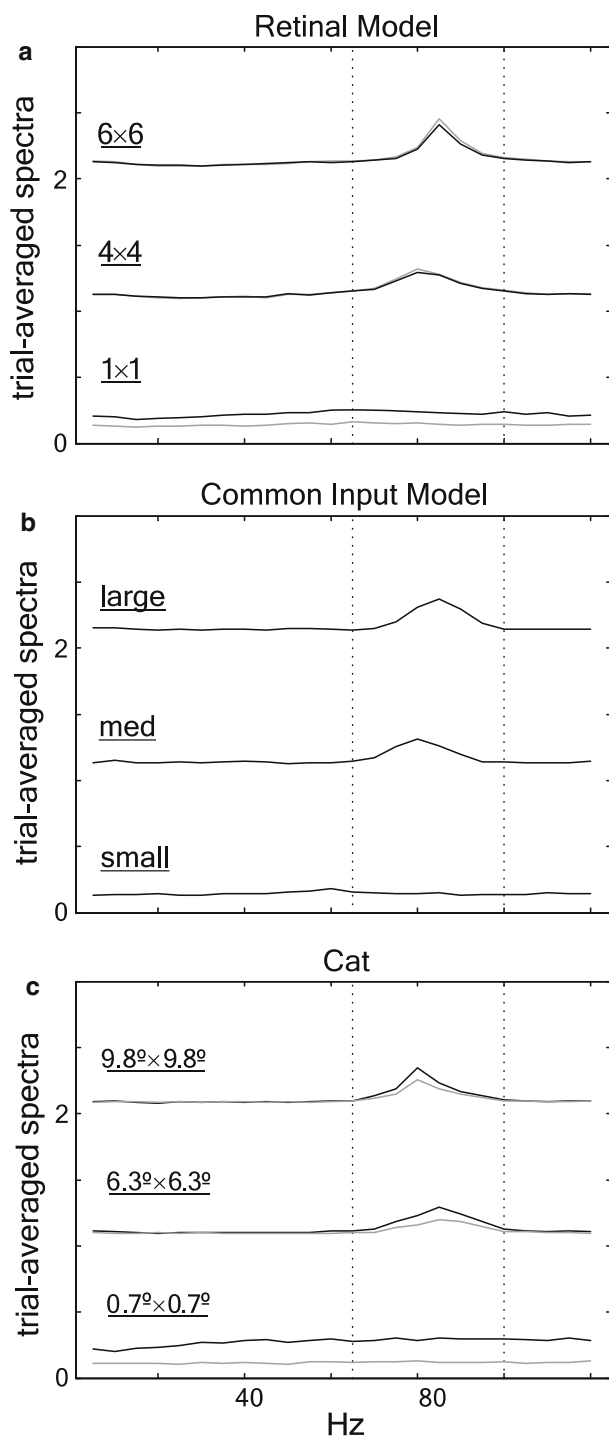 Retinal Model
a
trial-averaged spectra
6×6
2
4×4
1×1
0
Common Input Model
b
trial-averaged spectra
large
2
med
small
0
Cat
c
trial-averaged spectra
9.8º×9.8º
2
6.3º×6.3º
0.7º×0.7º
0
40 80
Hz